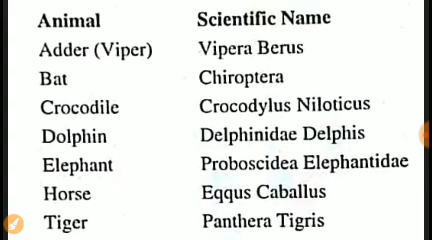 Animal Scientific Name
Adder (Viper) Vipera Berus
Bat Chiroptera
Crocodile Crocodylus Niloticus
Dolphin Delphinidae Delphis
Elephant Proboscidea Elephantidae
Horse Eqqus Caballus
Tiger Panthera Tigris